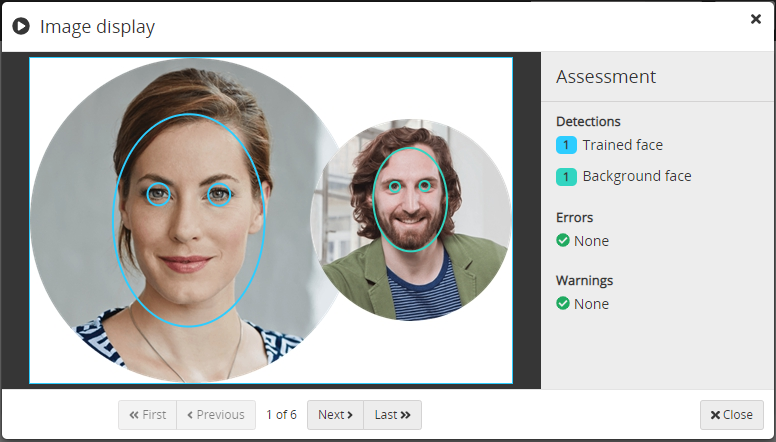 Image display
Assessment
Detections
1 Trained face
1 Background face
Errors
None
Warnings
None
First
Previous
1 of 6
Next
Last
Close